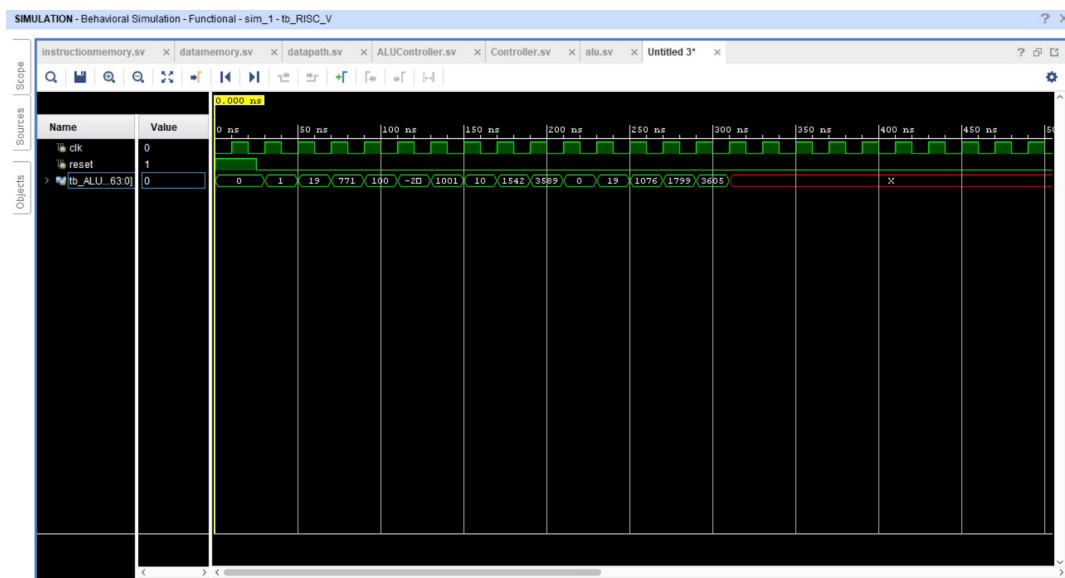 SIMULATION - Behavioral Simulation - Functional - sim_1 - tb_RISC_V
instructionmemory.sv datamemory.sv datapath.sv ALUController.sv Controller.sv alu.sv Untitled 3*
Scope
Sources
Objects
0.000 ns
Name Value
0 ns 50 ns 100 ns 150 ns 200 ns 250 ns 300 ns 350 ns 400 ns 450 ns
clk 0
reset 1
tb_ALU...63:0] 0
0 1 19 771 100 1001 10 1542 3589 0 19 1076 1799 3605 X